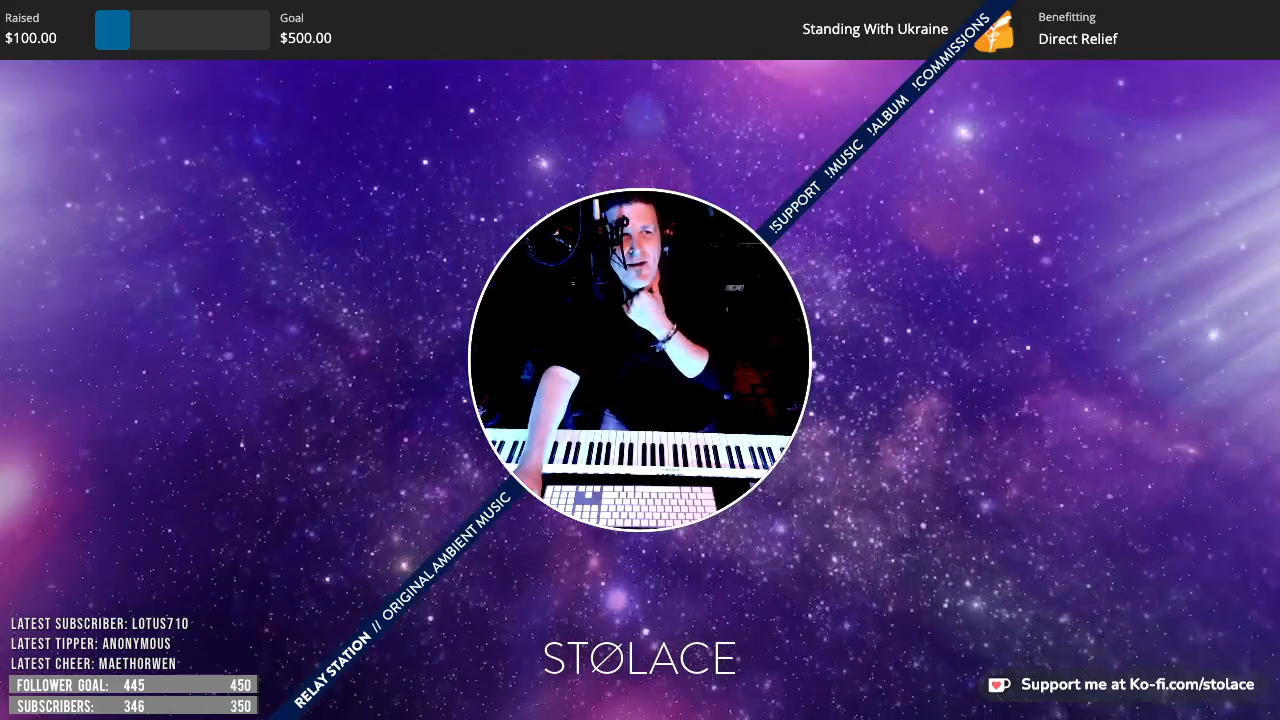 Raised
$100.00
Goal
$500.00
Standing With Ukraine
Benefitting
Direct Relief
!SUPPORT !MUSIC !ALBUM !COMMISSIONS
RELAY STATION // ORIGINAL AMBIENT MUSIC
STØLACE
LATEST SUBSCRIBER: LOTUS710
LATEST TIPPER: ANONYMOUS
LATEST CHEER: MAETHORWEN
FOLLOWER GOAL: 445 450
SUBSCRIBERS: 346 350
Support me at Ko-fi.com/stolace